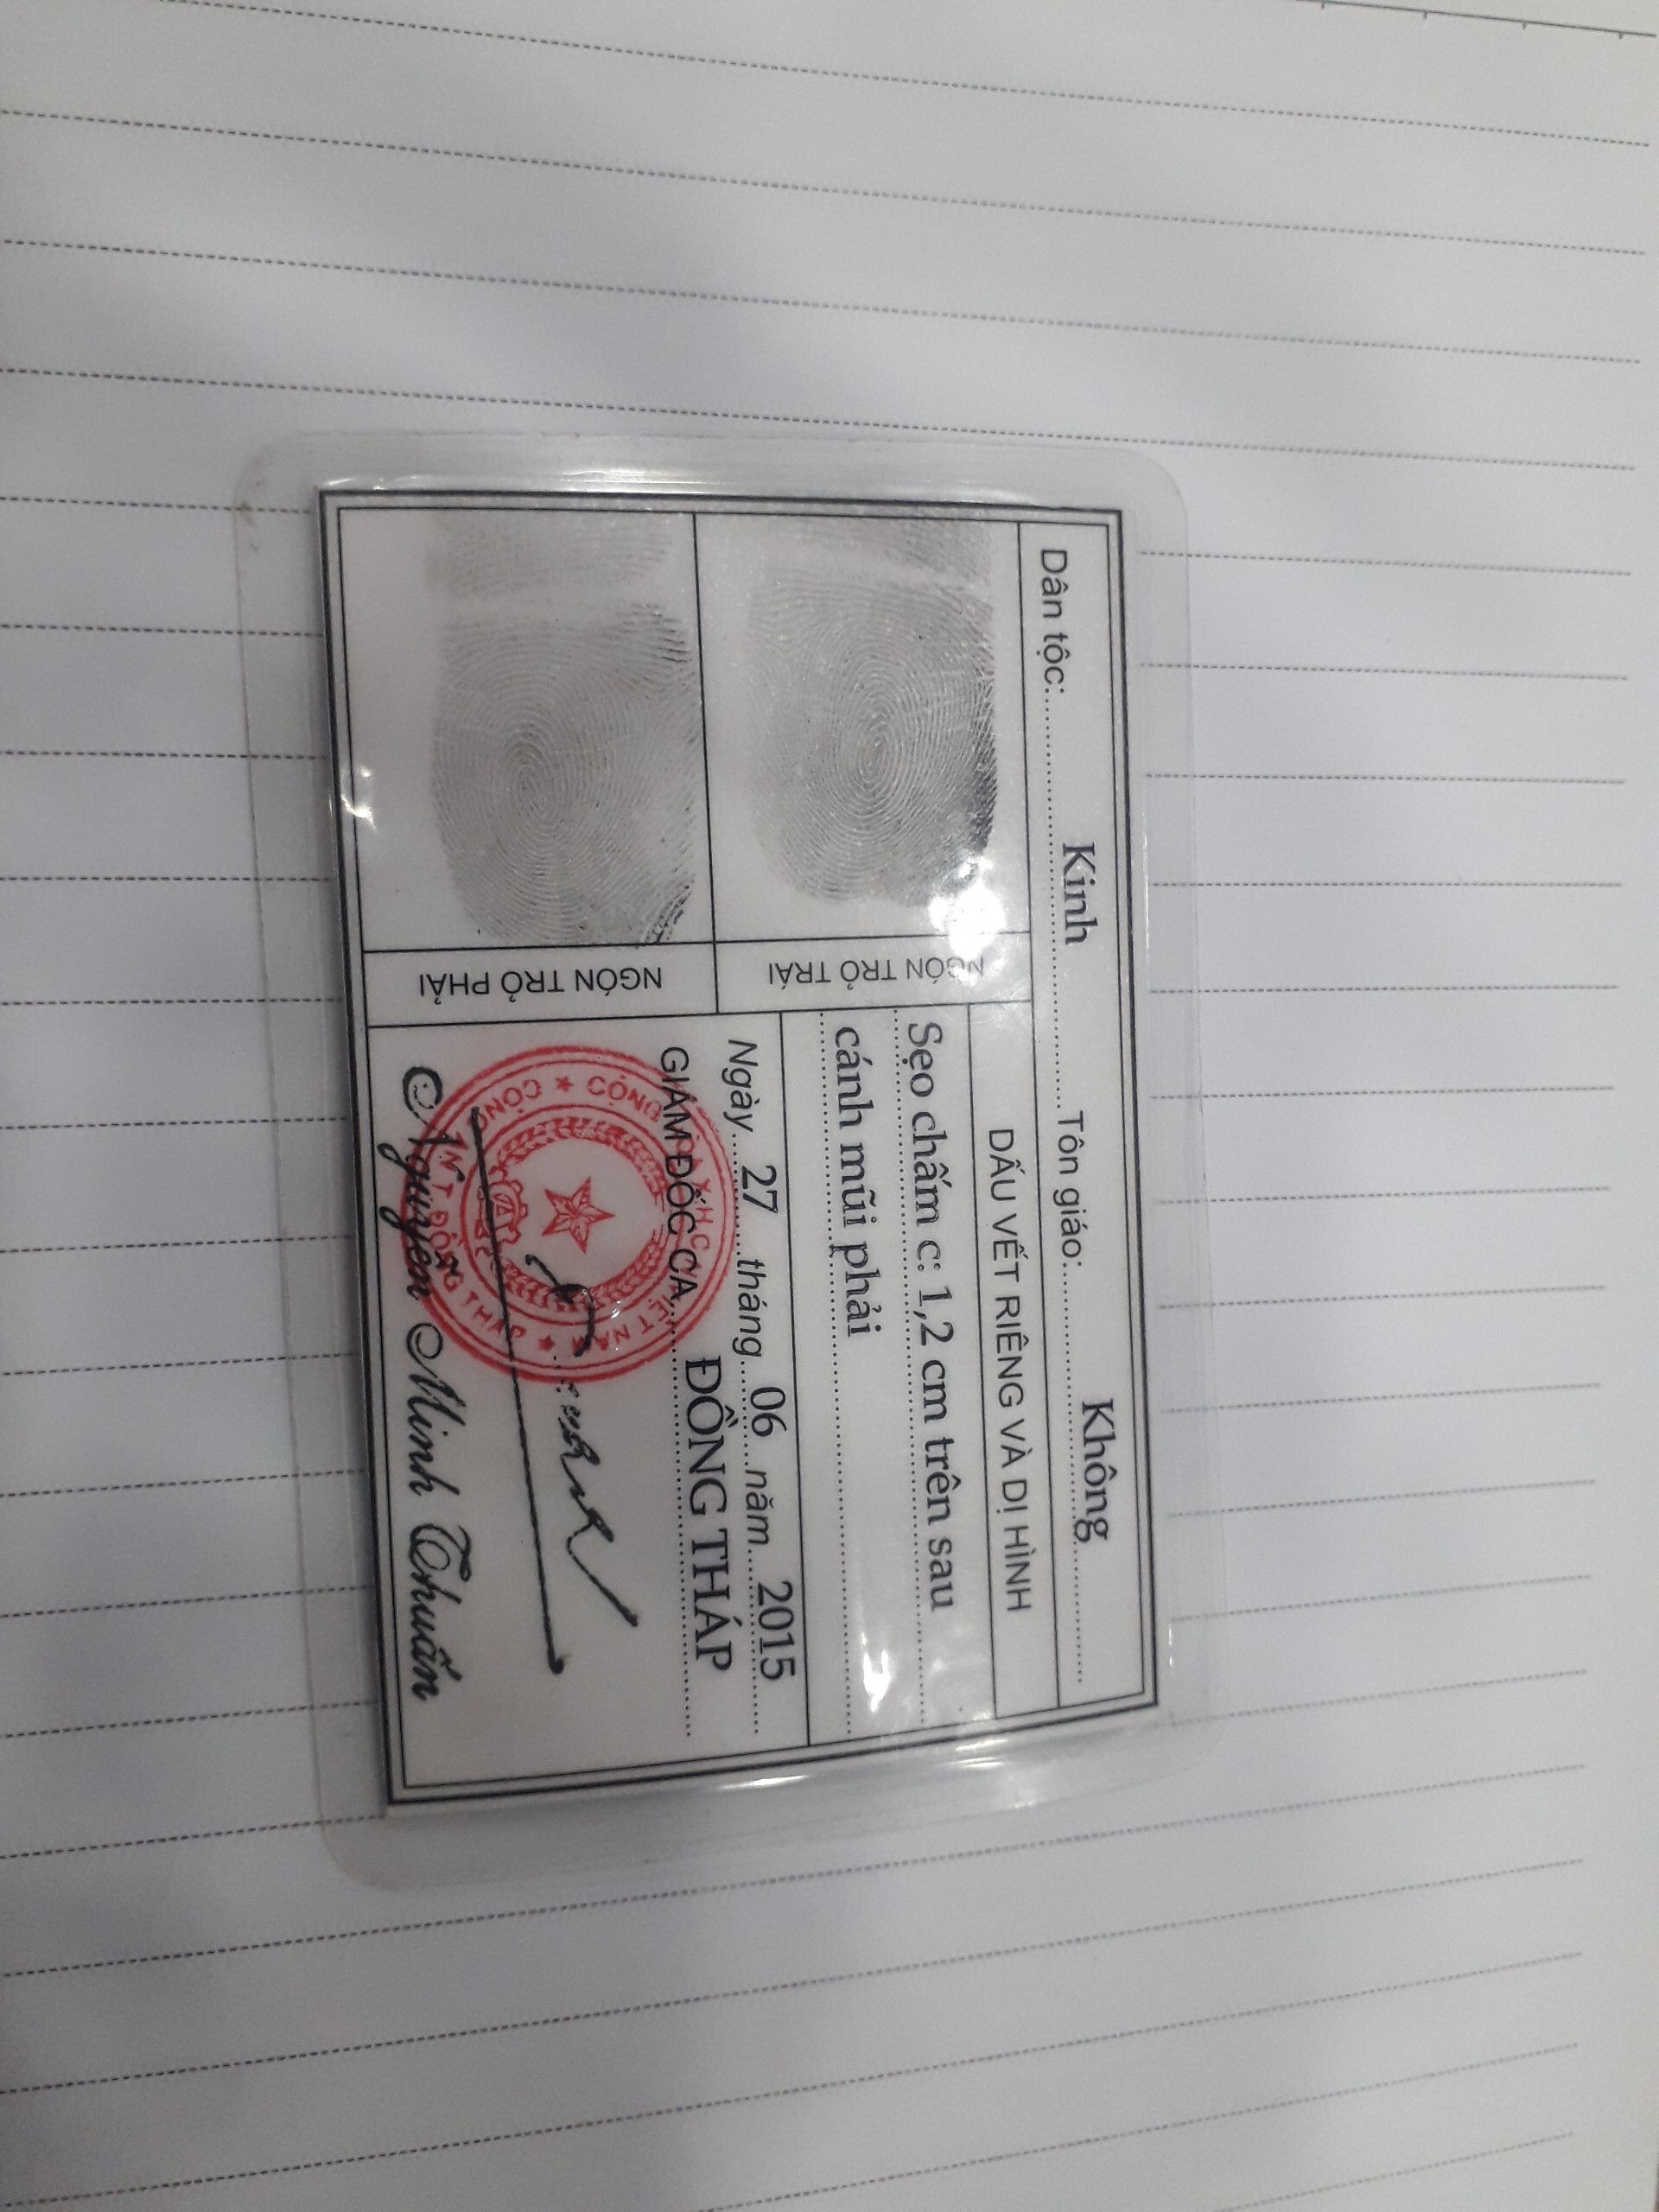 Dân tộc: Kinh Tôn giáo: Không
DẤU VẾT RIÊNG VÀ DỊ HÌNH
Sẹo chấm c: 1,2 cm trên sau
cánh mũi phải
NGÓN TRỎ TRÁI
NGÓN TRỎ PHẢI
Ngày 27 tháng 06 năm 2015
GIÁM ĐỐC CA ĐỒNG THÁP
Nguyễn Minh Thuấn